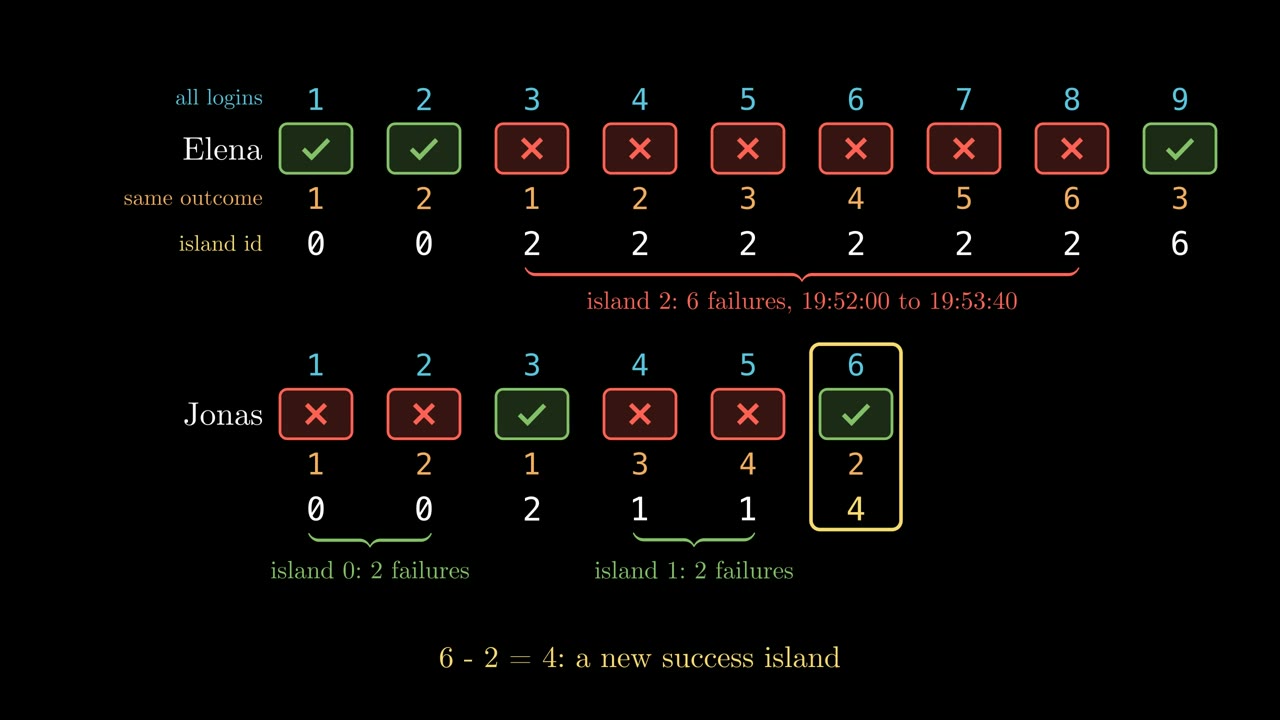 all logins 1 2 3 4 5 6 7 8 9
Elena
same outcome 1 2 1 2 3 4 5 6 3
island id 0 0 2 2 2 2 2 2 6
island 2: 6 failures, 19:52:00 to 19:53:40
1 2 3 4 5 6
Jonas
1 2 1 3 4 2
0 0 2 1 1 4
island 0: 2 failures island 1: 2 failures
6 - 2 = 4: a new success island